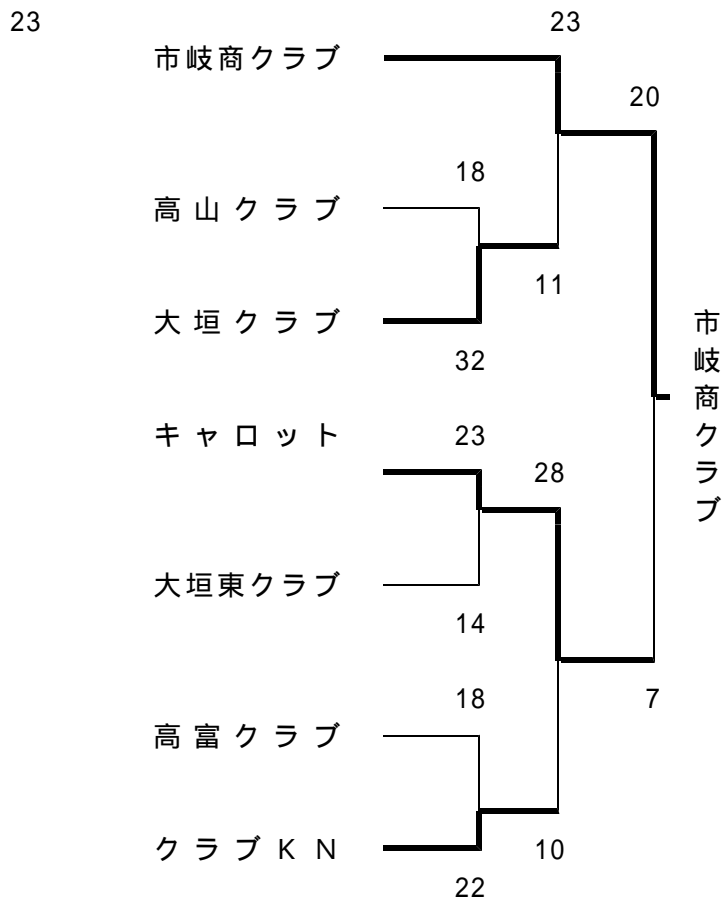 23
23
市岐商クラブ
20
18
高山クラブ
11
大垣クラブ
32
市岐商クラブ
キャロット
23
28
大垣東クラブ
14
18
7
高富クラブ
クラブKN
10
22